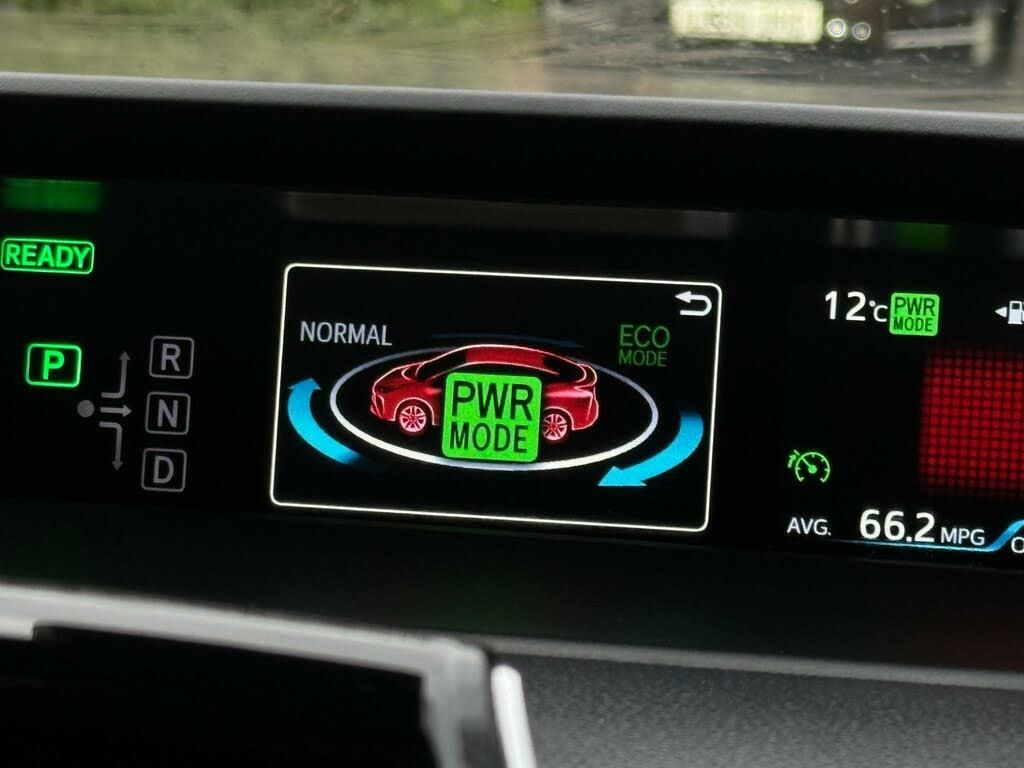 READY
P
R
N
D
NORMAL
ECO
MODE
PWR
MODE
12°C
PWR
MODE
AVG. 66.2 MPG